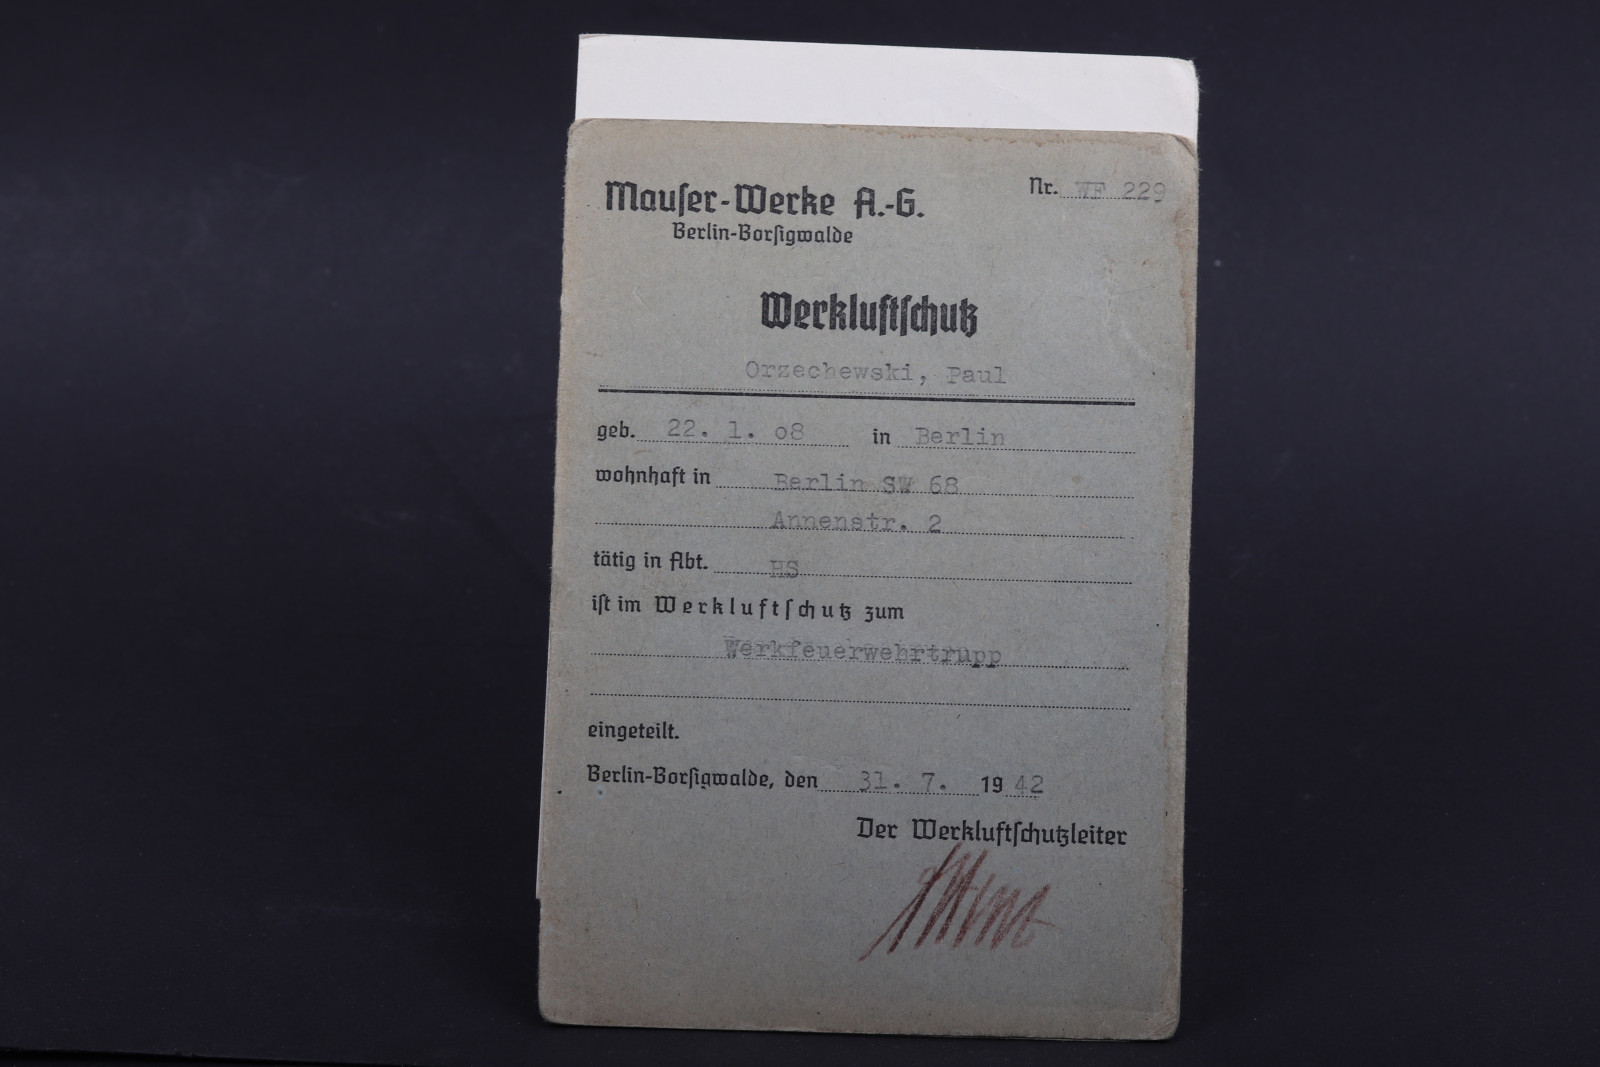 Mauſer-Werke A.-G.
Nr. WF 229
Berlin-Borſigwalde
Werkluftſchutz
Orzechewski, Paul
geb. 22. 1. o8 in Berlin
wohnhaft in Berlin SW 68
Annenstr. 2
tätig in Abt. HS
iſt im Werkluftſchutz zum
Werkfeuerwehrtrupp
eingeteilt.
Berlin-Borſigwalde, den 31. 7. 1942
Der Werkluftſchutzleiter